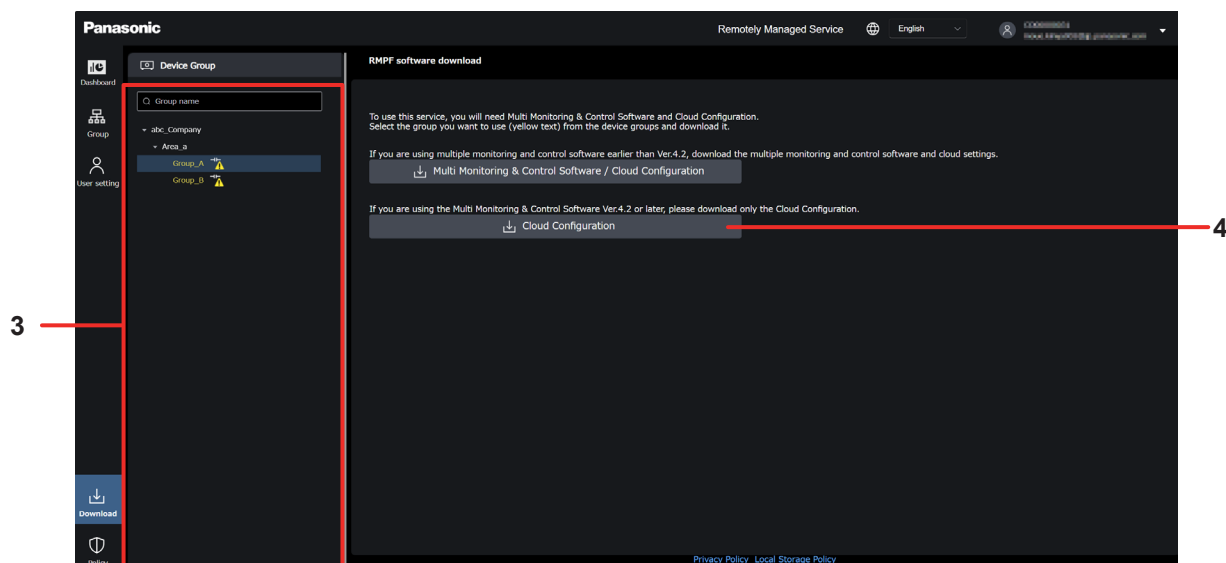 Panasonic
Remotely Managed Service
English
Dashboard
Group
User setting
Download
Policy
Device Group
Group name
abc_Company
Area_a
Group_A
Group_B
RMPF software download
To use this service, you will need Multi Monitoring & Control Software and Cloud Configuration.
Select the group you want to use (yellow text) from the device groups and download it.
If you are using multiple monitoring and control software earlier than Ver.4.2, download the multiple monitoring and control software and cloud settings.
Multi Monitoring & Control Software / Cloud Configuration
If you are using the Multi Monitoring & Control Software Ver.4.2 or later, please download only the Cloud Configuration.
Cloud Configuration
Privacy Policy Local Storage Policy
3
4